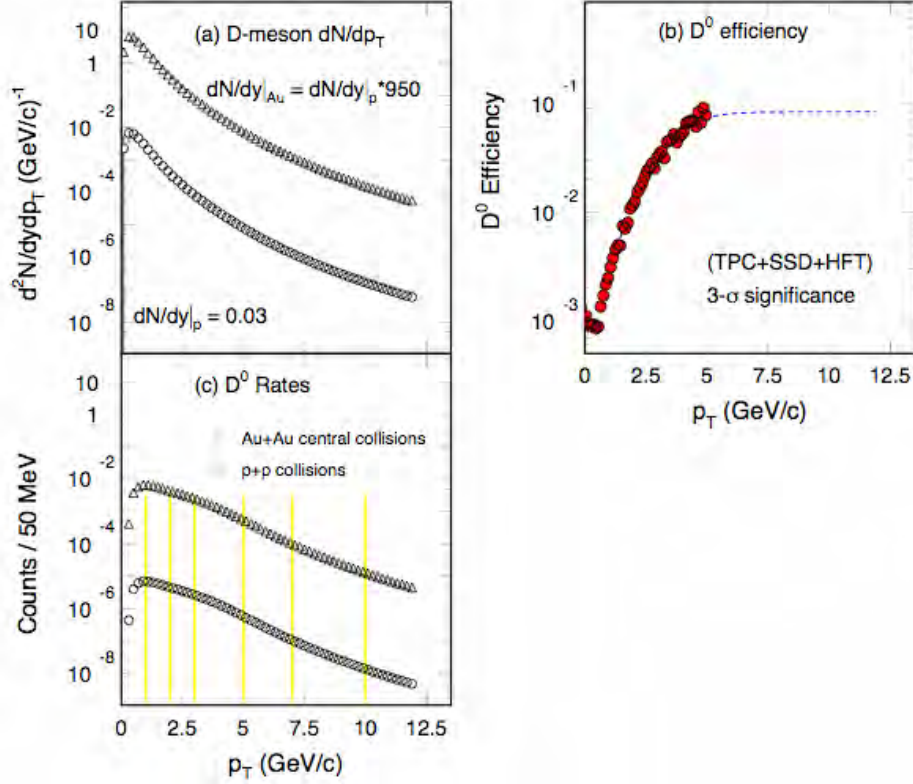 (a) D-meson dN/dp_T
dN/dy|_Au = dN/dy|_p*950
dN/dy|_p = 0.03
d²N/dydp_T (GeV/c)⁻¹
10
1
10⁻²
10⁻⁴
10⁻⁶
10⁻⁸
(b) D⁰ efficiency
(TPC+SSD+HFT)
3-σ significance
D⁰ Efficiency
10⁻¹
10⁻²
10⁻³
0 2.5 5 7.5 10 12.5
p_T (GeV/c)
(c) D⁰ Rates
Au+Au central collisions
p+p collisions
Counts / 50 MeV
10
1
10⁻²
10⁻⁴
10⁻⁶
10⁻⁸
0 2.5 5 7.5 10 12.5
p_T (GeV/c)